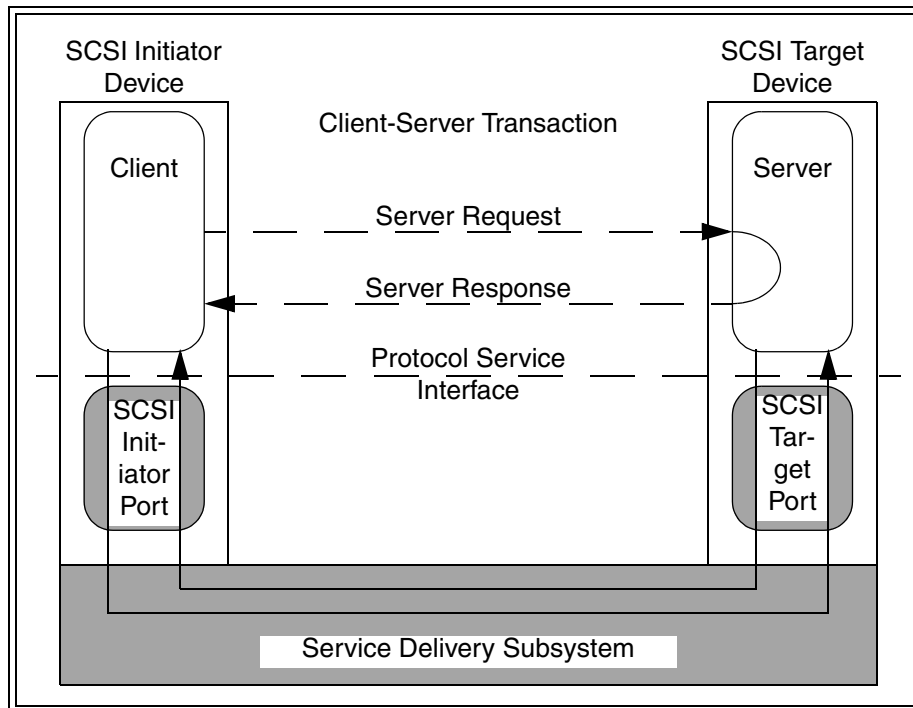 SCSI Initiator
Device
SCSI Target
Device
Client-Server Transaction
Client
Server
Server Request
Server Response
Protocol Service
Interface
SCSI
Init-
iator
Port
SCSI
Tar-
get
Port
Service Delivery Subsystem